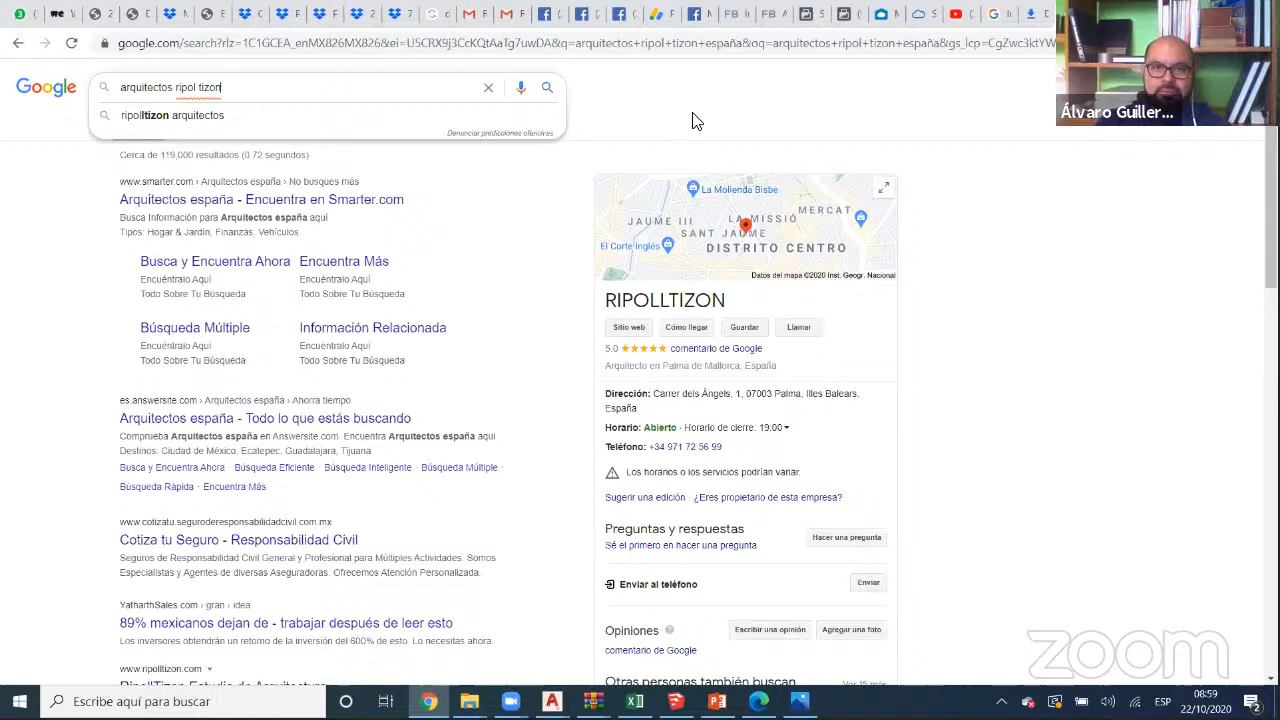 google.com/search?rlz=1C1GCEA_enMX826MX826&ei=USCRX9j3CcKQtAaTg7uwDA&q=arquitectos+ripol+tizon+españa&oq=arquitectos+ripol+tizon+españa&gs_lcp=CgZwc3ktYW
Google
arquitectos ripol tizon
ripolltizon arquitectos
Denunciar predicciones ofensivas
Álvaro Guiller...
Cerca de 119,000 resultados (0.72 segundos)
www.smarter.com › Arquitectos españa › No busques más
Arquitectos españa - Encuentra en Smarter.com
Busca Información para Arquitectos españa aquí
Tipos: Hogar & Jardín, Finanzas, Vehículos
Busca y Encuentra Ahora
Encuéntralo Aquí
Todo Sobre Tu Búsqueda
Encuentra Más
Encuéntralo Aquí
Todo Sobre Tu Búsqueda
Búsqueda Múltiple
Encuéntralo Aquí
Todo Sobre Tu Búsqueda
Información Relacionada
Encuéntralo Aquí
Todo Sobre Tu Búsqueda
es.answersite.com › Arquitectos españa › Ahorra tiempo
Arquitectos españa - Todo lo que estás buscando
Comprueba Arquitectos españa en Answersite.com. Encuentra Arquitectos españa aquí
Destinos: Ciudad de México, Ecatepec, Guadalajara, Tijuana
Busca y Encuentra Ahora · Búsqueda Eficiente · Búsqueda Inteligente · Búsqueda Múltiple ·
Búsqueda Rápida · Encuentra Más
www.cotizatu.seguroderesponsabilidadcivil.com.mx
Cotiza tu Seguro - Responsabilidad Civil
Seguros de Responsabilidad Civil General y Profesional para Múltiples Actividades. Somos
Especialistas y Agentes de diversas Aseguradoras. Ofrecemos Atención Personalizada.
YatharthSales.com › gran › idea
89% mexicanos dejan de - trabajar después de leer esto
Los inversores obtendrán un retorno de la inversión del 600% de esto. Lo necesitas ahora.
www.ripolltizon.com
RipollTizon Estudio de Arquitectura
La Molienda Bisbe
JAUME III
LA MISSIÓ
MERCAT
SANT JAUME
El Corte Inglés
DISTRITO CENTRO
Datos del mapa ©2020 Inst. Geogr. Nacional
RIPOLLTIZON
Sitio web
Cómo llegar
Guardar
Llamar
5.0 comentario de Google
Arquitecto en Palma de Mallorca, España
Dirección: Carrer dels Àngels, 1, 07003 Palma, Illes Balears,
España
Horario: Abierto · Horario de cierre: 19:00
Teléfono: +34 971 72 56 99
Los horarios o los servicios podrían variar.
Sugerir una edición · ¿Eres propietario de esta empresa?
Preguntas y respuestas
Sé el primero en hacer una pregunta
Hacer una pregunta
Enviar al teléfono
Enviar
Opiniones
Escribir una opinión
Agregar una foto
comentario de Google
Otras personas también buscan
Ver 15 más
zoom
Escribe aquí para buscar
ESP
08:59
22/10/2020
2